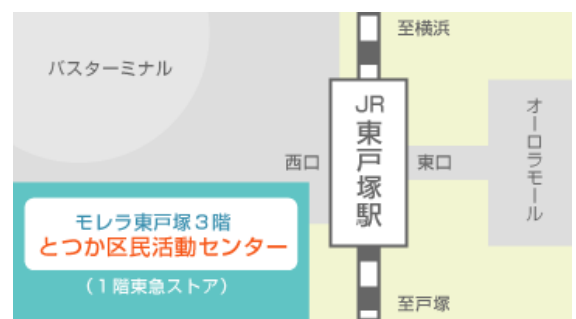 至横浜
バスターミナル
JR東戸塚駅
オーロラモール
西口
東口
モレラ東戸塚3階
とつか区民活動センター
(1階東急ストア)
至戸塚